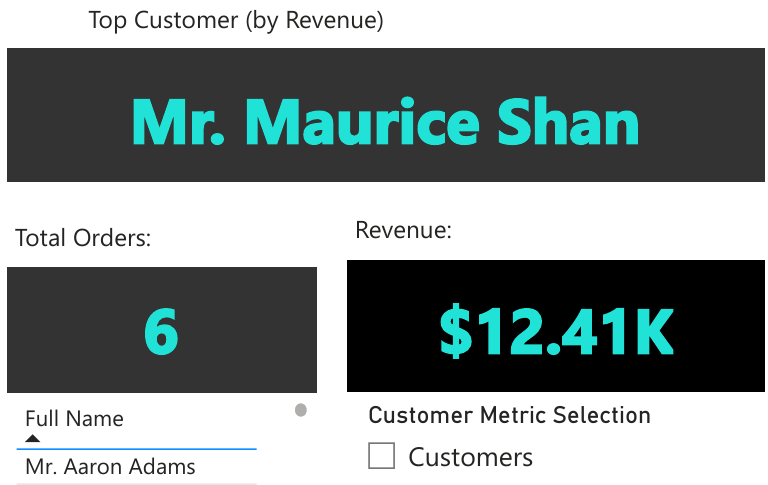 Top Customer (by Revenue)
Mr. Maurice Shan
Total Orders:
6
Revenue:
$12.41K
Full Name
Mr. Aaron Adams
Customer Metric Selection
Customers